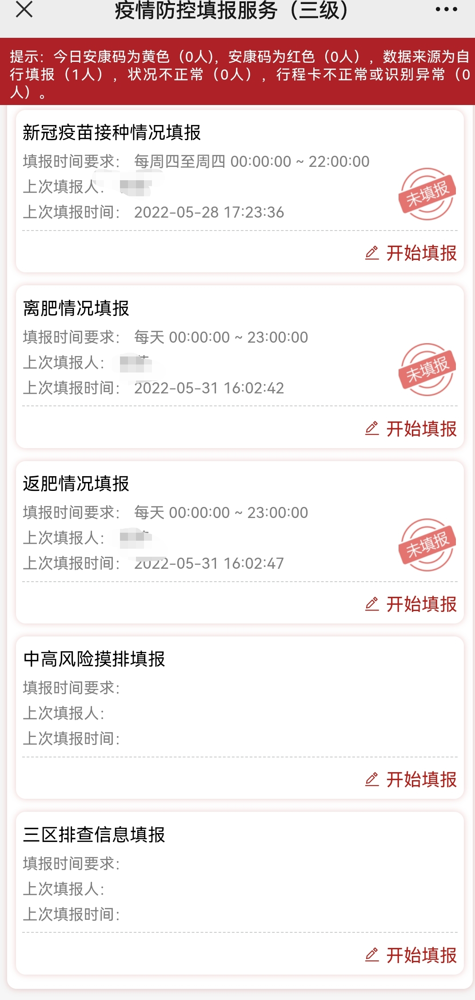 疫情防控填报服务（三级）
提示：今日安康码为黄色（0人)，安康码为红色（0人），数据来源为自
行填报（1人），状况不正常（0人），行程卡不正常或识别异常（0
人）。
新冠疫苗接种情况填报
填报时间要求： 每周四至周四 00:00:00 ~ 22:00:00
上次填报人：
未填报
上次填报时间： 2022-05-28 17:23:36
开始填报
离肥情况填报
填报时间要求： 每天 00:00:00 ~ 23:00:00
上次填报人：
未填报
上次填报时间： 2022-05-31 16:02:42
开始填报
返肥情况填报
填报时间要求： 每天 00:00:00 ~ 23:00:00
上次填报人：
未填报
上次填报时间： 2022-05-31 16:02:47
开始填报
中高风险摸排填报
填报时间要求：
上次填报人：
上次填报时间：
开始填报
三区排查信息填报
填报时间要求：
上次填报人：
上次填报时间：
开始填报